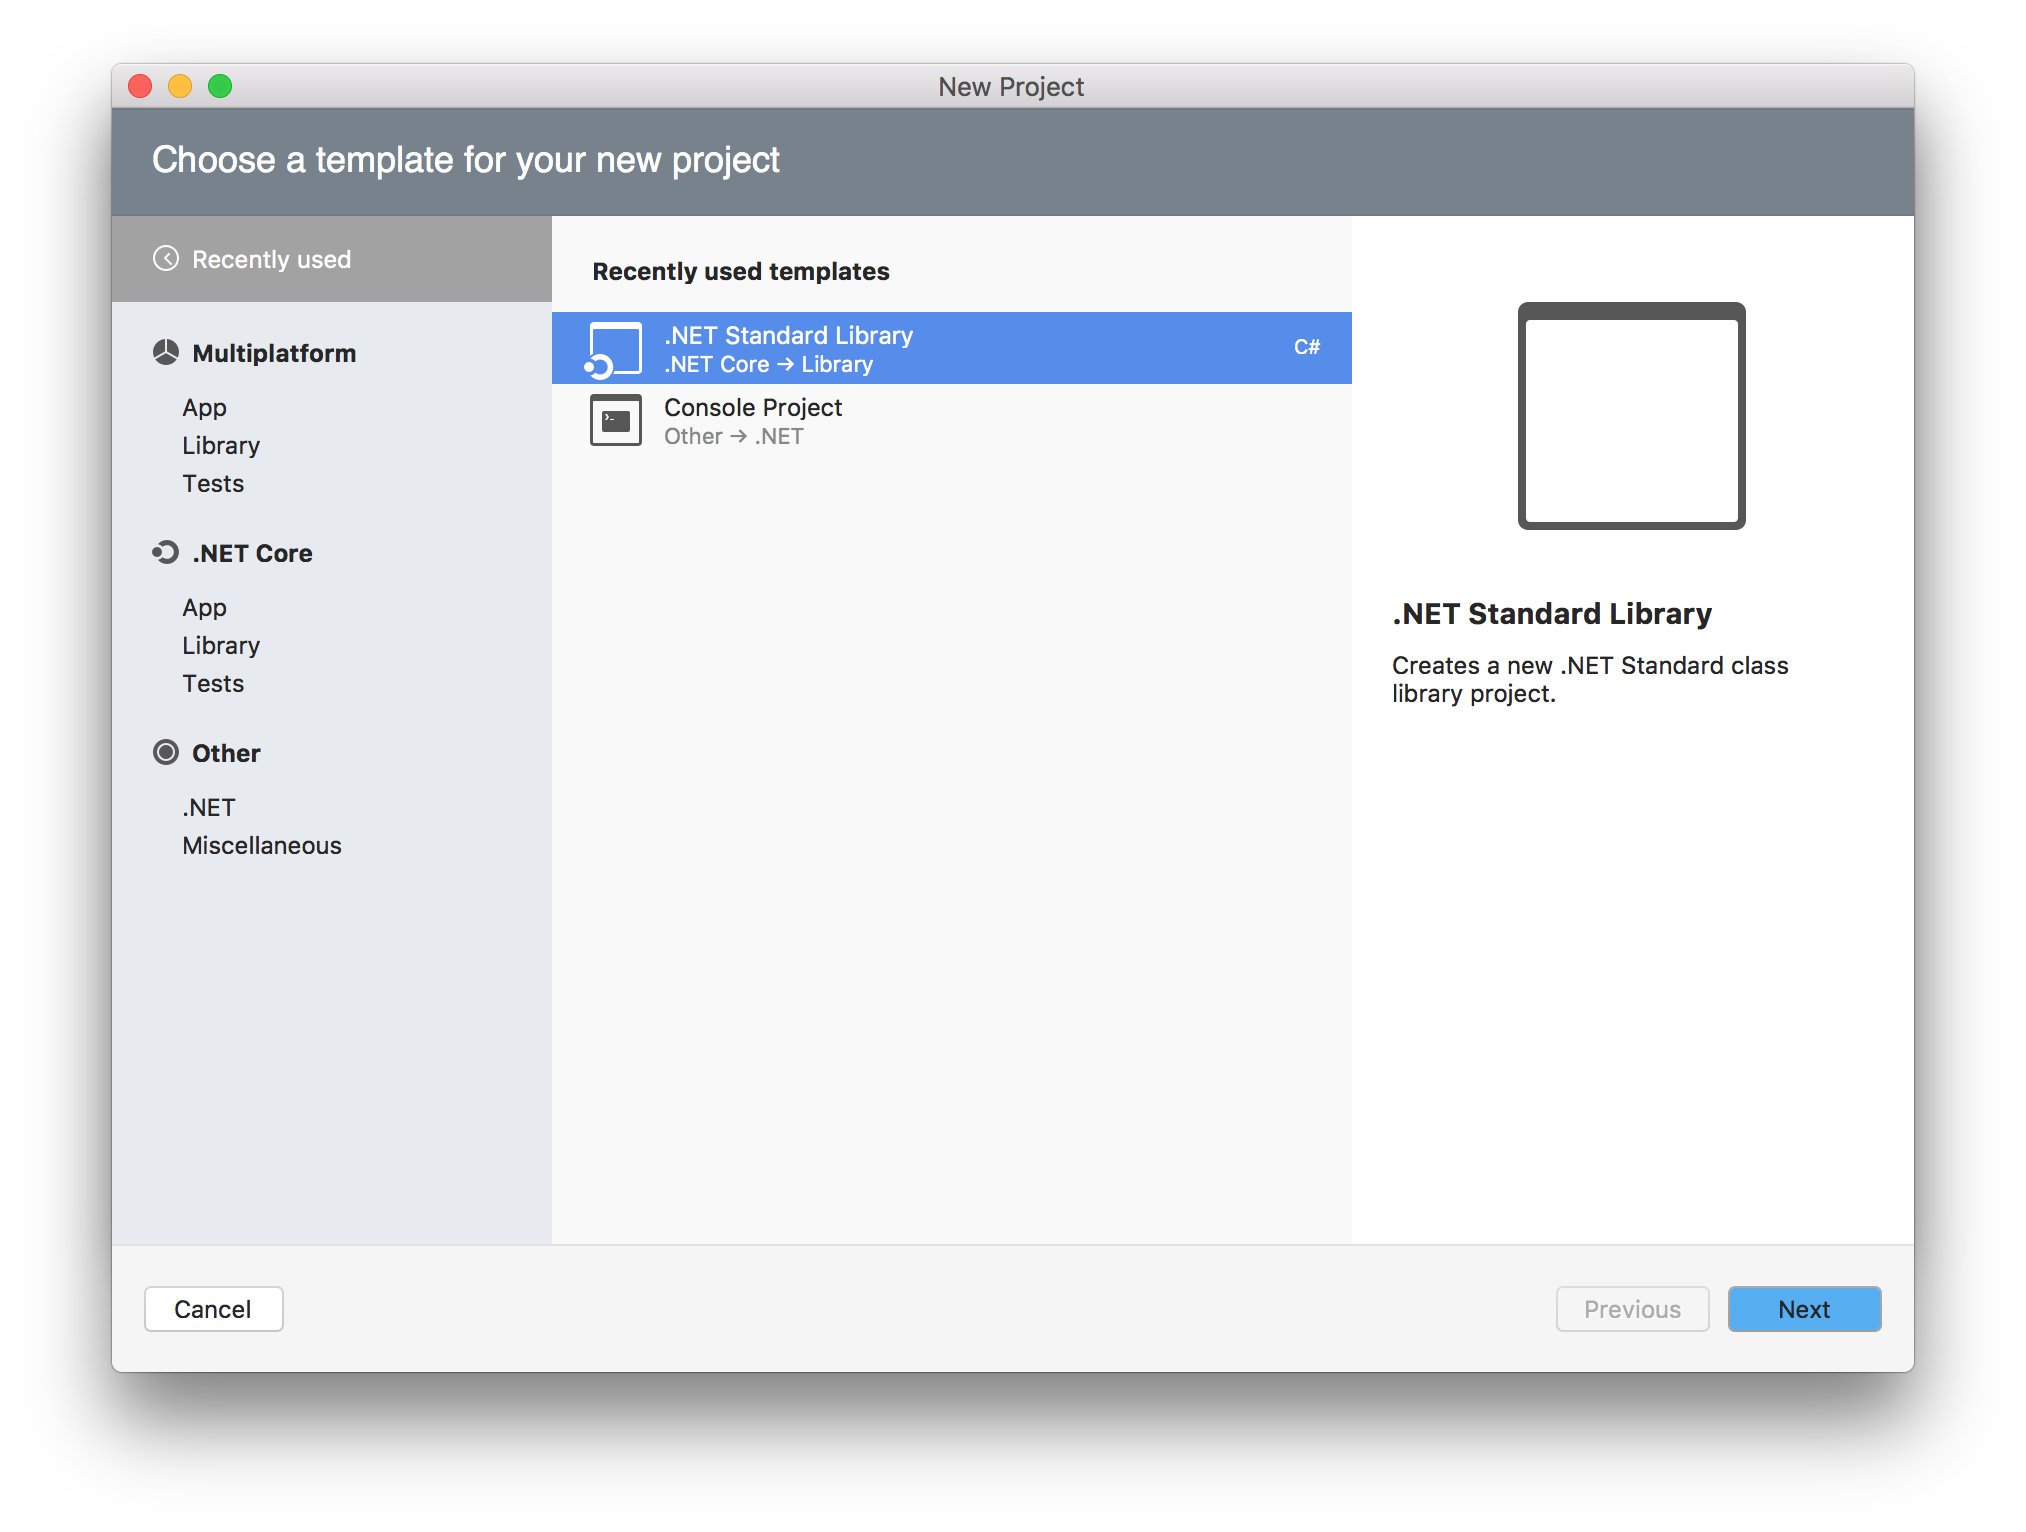 New Project
Choose a template for your new project
Recently used
Multiplatform
App
Library
Tests
.NET Core
App
Library
Tests
Other
.NET
Miscellaneous
Recently used templates
.NET Standard Library
.NET Core → Library
C#
Console Project
Other → .NET
.NET Standard Library
Creates a new .NET Standard class
library project.
Cancel
Previous
Next